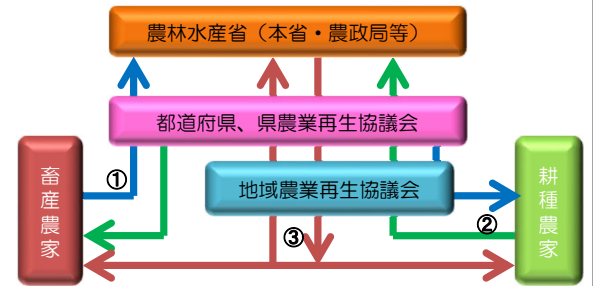 農林水産省（本省・農政局等）
都道府県、県農業再生協議会
地域農業再生協議会
畜産農家
耕種農家
①
②
③